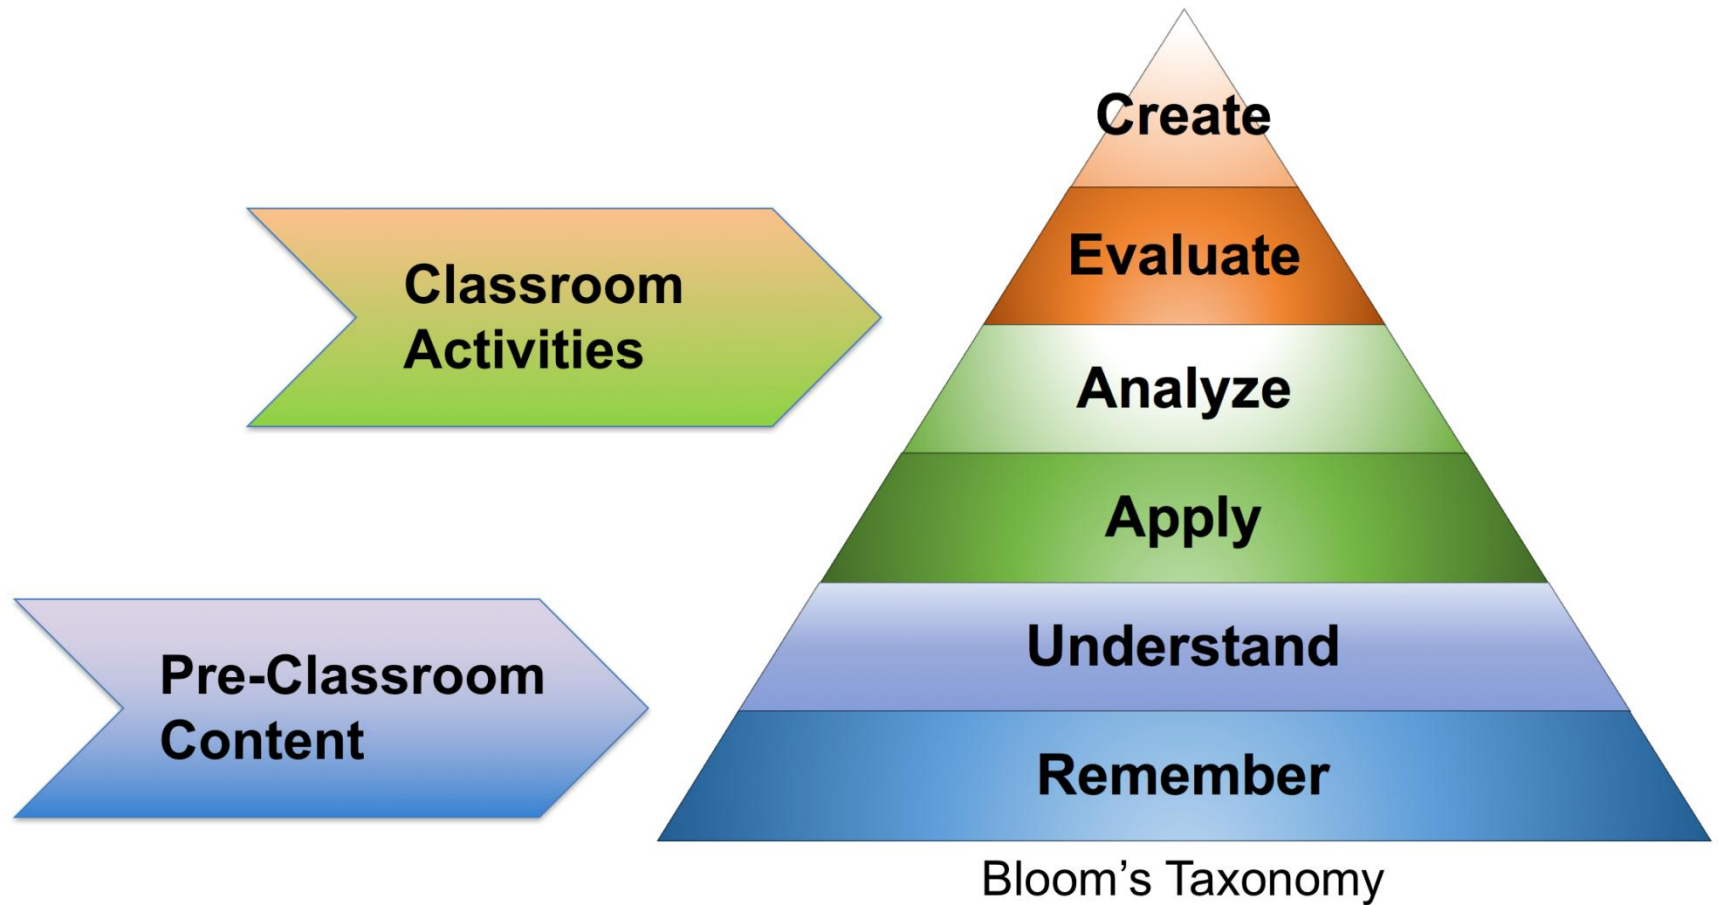 Create
Evaluate
Classroom
Activities
Analyze
Apply
Understand
Pre-Classroom
Content
Remember
Bloom’s Taxonomy